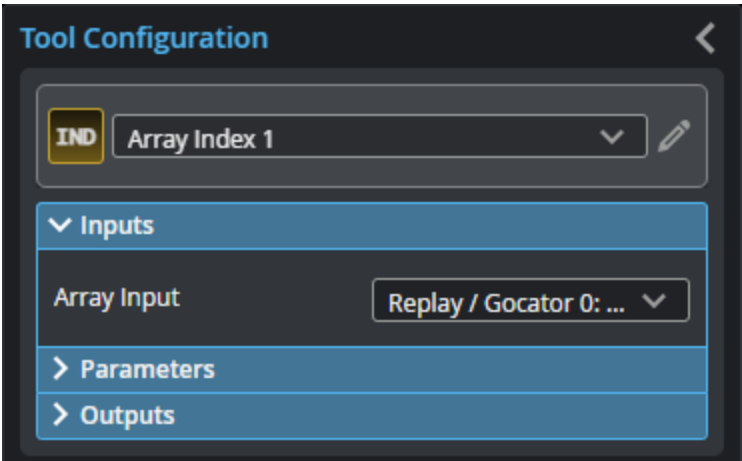 Tool Configuration
IND Array Index 1
Inputs
Array Input Replay / Gocator 0: ...
Parameters
Outputs